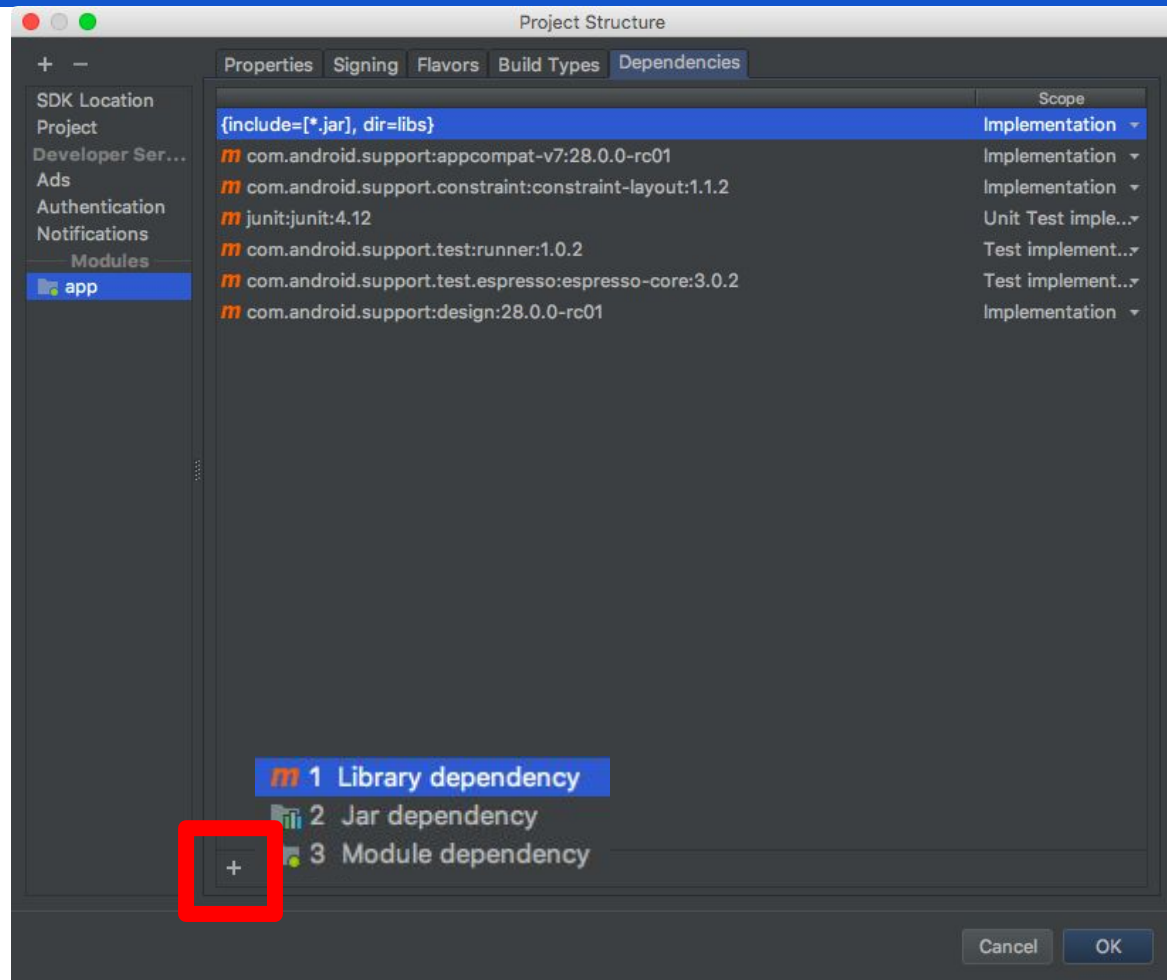 Project Structure
+ −
SDK Location
Project
Developer Ser...
Ads
Authentication
Notifications
Modules
app
Properties Signing Flavors Build Types Dependencies
Scope
{include=[*.jar], dir=libs} Implementation
m com.android.support:appcompat-v7:28.0.0-rc01 Implementation
m com.android.support.constraint:constraint-layout:1.1.2 Implementation
m junit:junit:4.12 Unit Test imple...
m com.android.support.test:runner:1.0.2 Test implement...
m com.android.support.test.espresso:espresso-core:3.0.2 Test implement...
m com.android.support:design:28.0.0-rc01 Implementation
m 1 Library dependency
2 Jar dependency
3 Module dependency
+
Cancel OK